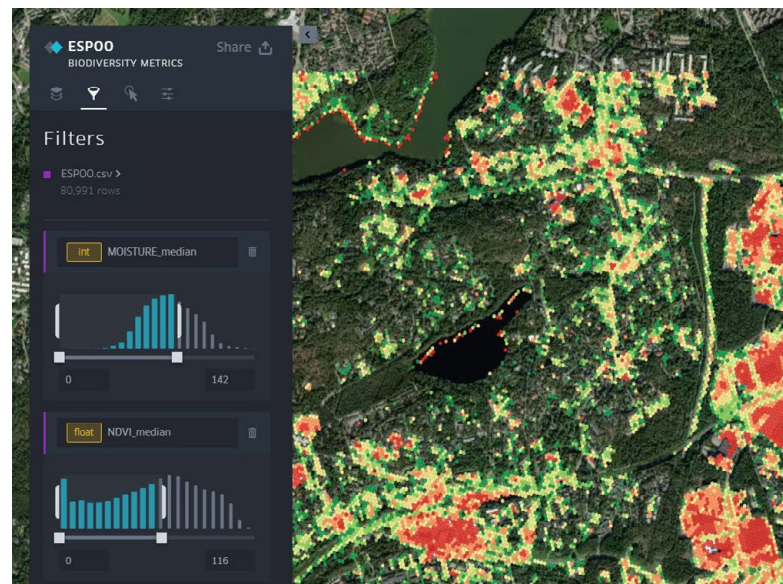 ESPOO
Share
BIODIVERSITY METRICS
Filters
ESPOO.csv
80,991 rows
int MOISTURE_median
0 142
float NDVI_median
0 116